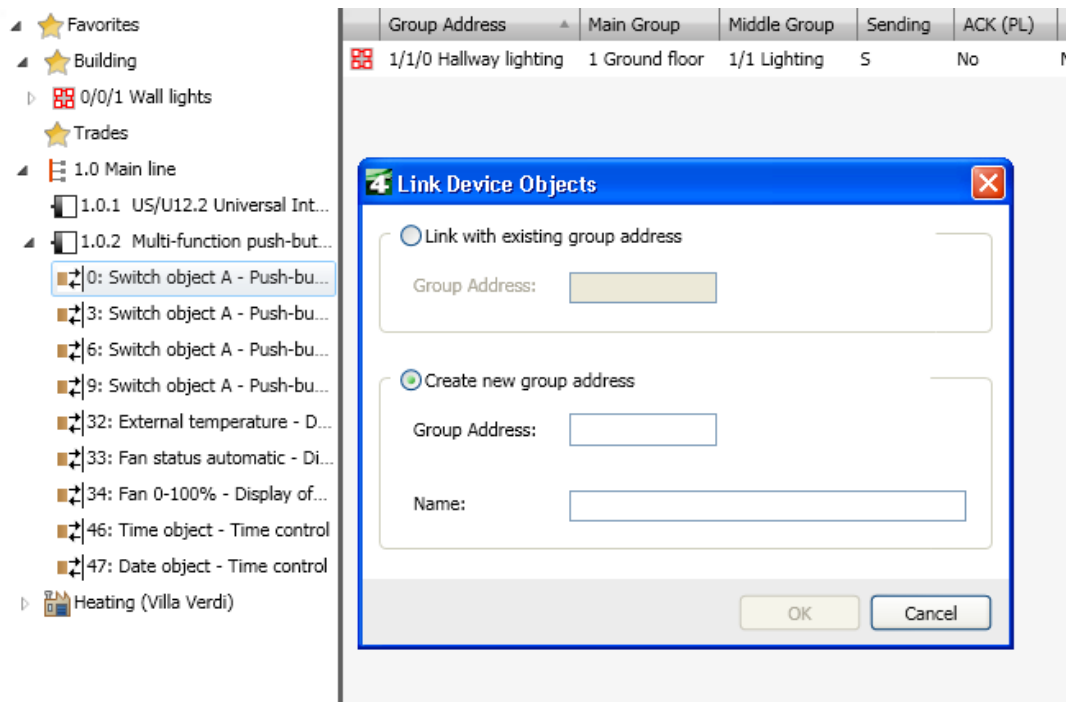 Favorites
Building
0/0/1 Wall lights
Trades
1.0 Main line
1.0.1 US/U12.2 Universal Int...
1.0.2 Multi-function push-but...
0: Switch object A - Push-bu...
3: Switch object A - Push-bu...
6: Switch object A - Push-bu...
9: Switch object A - Push-bu...
32: External temperature - D...
33: Fan status automatic - Di...
34: Fan 0-100% - Display of...
46: Time object - Time control
47: Date object - Time control
Heating (Villa Verdi)
Group Address Main Group Middle Group Sending ACK (PL)
1/1/0 Hallway lighting 1 Ground floor 1/1 Lighting S No
4 Link Device Objects
Link with existing group address
Group Address:
Create new group address
Group Address:
Name:
OK Cancel